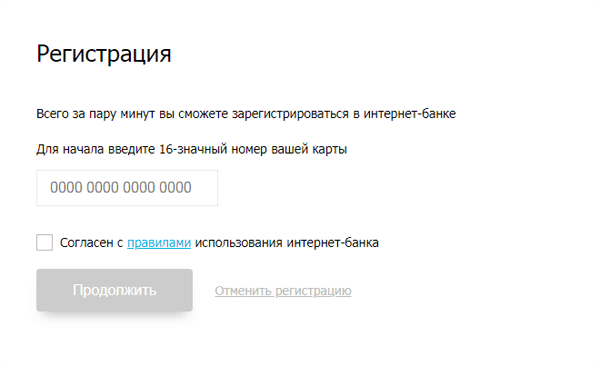 Регистрация
Всего за пару минут вы сможете зарегистрироваться в интернет-банке
Для начала введите 16-значный номер вашей карты
0000 0000 0000 0000
Согласен с правилами использования интернет-банка
Продолжить Отменить регистрацию